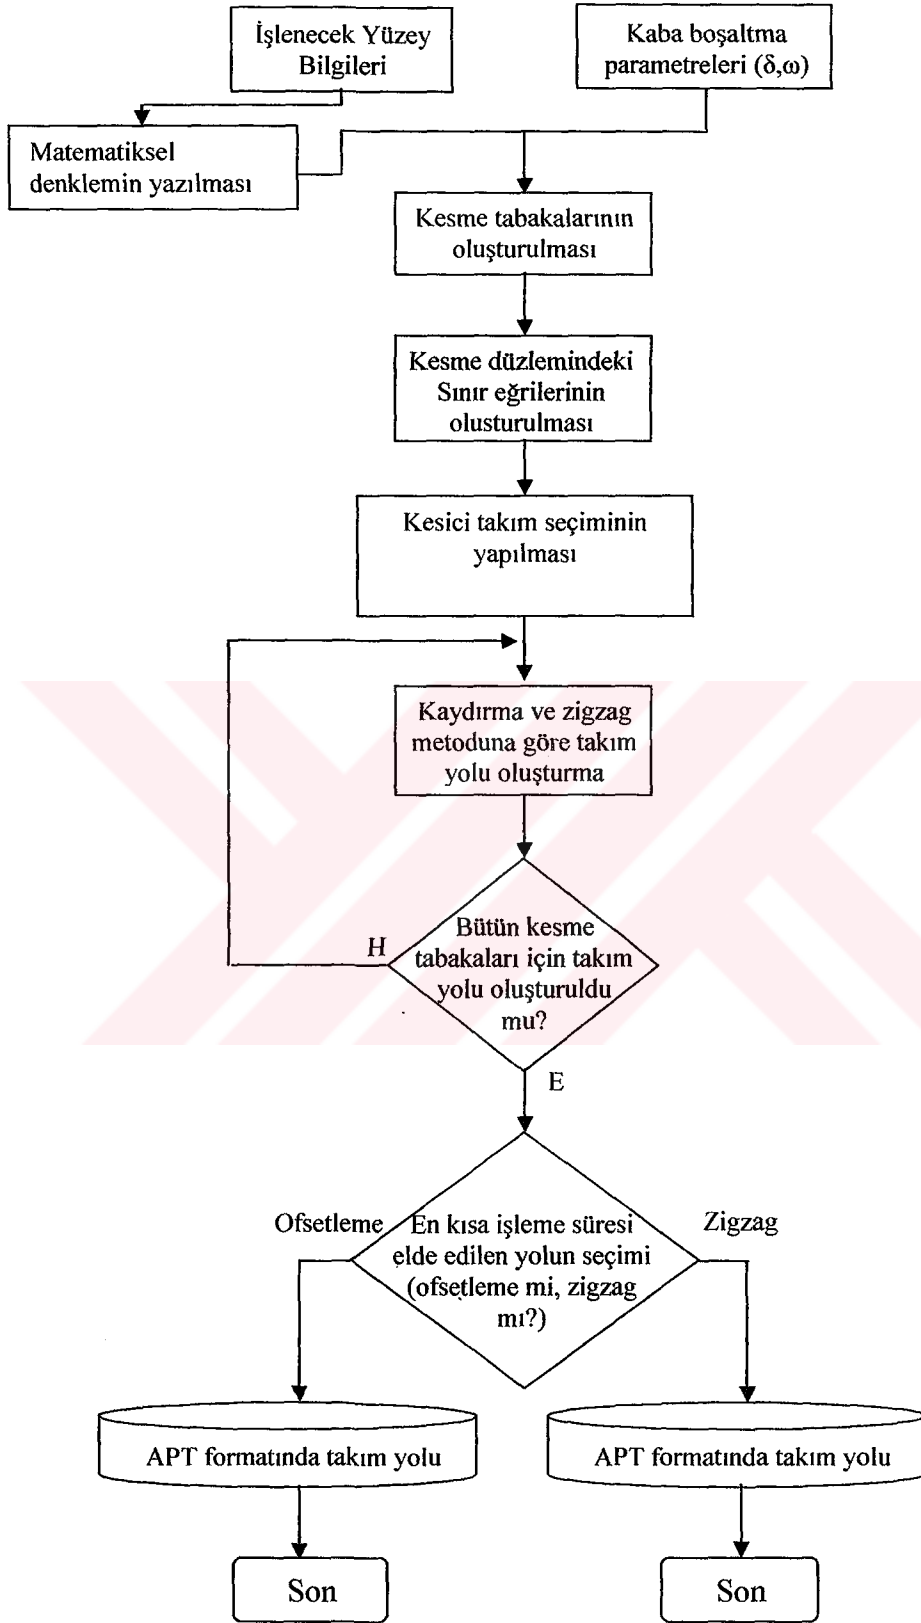 İşlenecek Yüzey
Bilgileri
Kaba boşaltma
parametreleri (δ,ω)
Matematiksel
denklemin yazılması
Kesme tabakalarının
oluşturulması
Kesme düzlemindeki
Sınır eğrilerinin
olusturulması
Kesici takım seçiminin
yapılması
Kaydırma ve zigzag
metoduna göre takım
yolu oluşturma
H
Bütün kesme
tabakaları için takım
yolu oluşturuldu
mu?
E
Ofsetleme
En kısa işleme süresi
elde edilen yolun seçimi
(ofsetleme mi, zigzag
mı?)
Zigzag
APT formatında takım yolu
APT formatında takım yolu
Son
Son